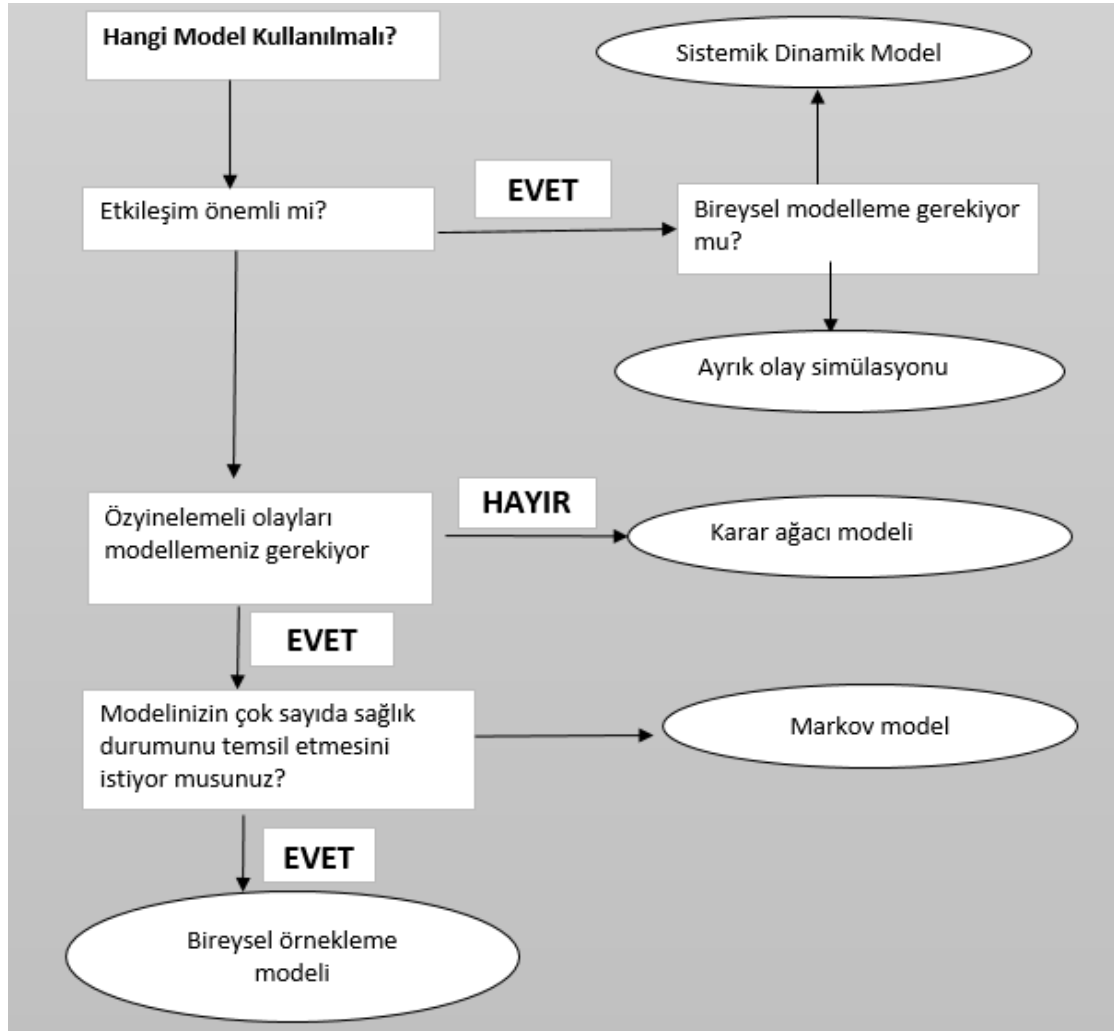 Hangi Model Kullanılmalı?
Sistemik Dinamik Model
Etkileşim önemli mi?
EVET
Bireysel modelleme gerekiyor
mu?
Ayrık olay simülasyonu
Özyinelemeli olayları
modellemeniz gerekiyor
HAYIR
Karar ağacı modeli
EVET
Modelinizin çok sayıda sağlık
durumunu temsil etmesini
istiyor musunuz?
Markov model
EVET
Bireysel örnekleme
modeli